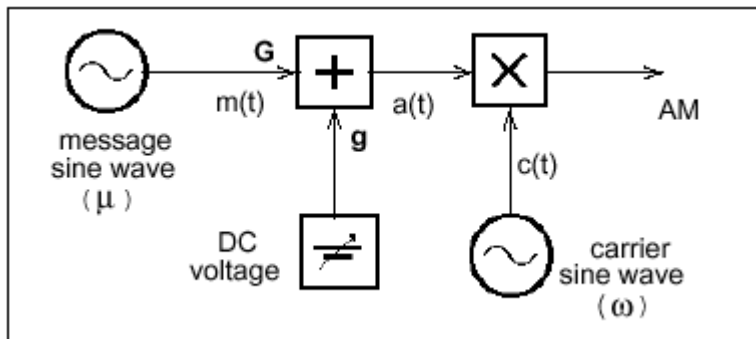 G
m(t)
a(t)
AM
message
sine wave
(μ)
g
c(t)
DC
voltage
carrier
sine wave
(ω)